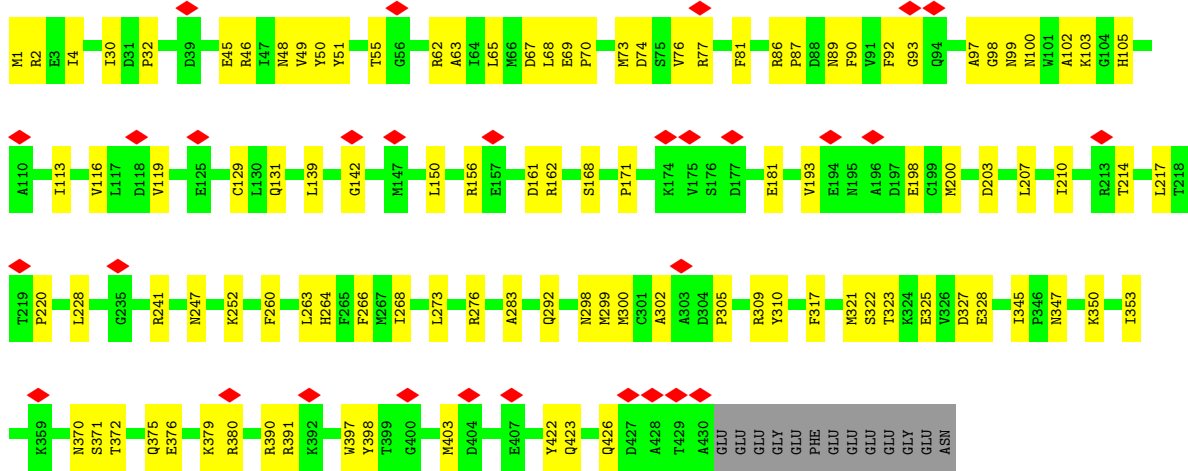 M1 R2 E3 I4 I30 D31 P32 D39 E45 R46 I47 N48 V49 Y50 Y51 T55 G56 R62 A63 I64 L65 M66 D67 L68 E69 P70 M73 D74 S75 V76 R77 F81 R86 P87 D88 N89 F90 V91 F92 G93 Q94 A97 G98 N99 N100 W101 A102 K103 G104 H105
A110 I113 V116 L117 D118 V119 E125 C129 L130 Q131 L139 G142 M147 L150 R156 E157 D161 R162 S168 P171 K174 V175 S176 D177 E181 V193 E194 N195 A196 D197 E198 C199 M200 D203 L207 I210 R213 T214 L217 T218
T219 P220 L228 G235 R241 N247 K252 F260 L263 H264 F265 F266 M267 I268 L273 R276 A283 Q292 N298 M299 M300 C301 A302 A303 D304 P305 R309 Y310 F317 M321 S322 T323 K324 E325 V326 D327 E328 I345 P346 N347 K350 I353
K359 N370 S371 T372 Q375 E376 K379 R380 R390 R391 K392 W397 Y398 T399 G400 M403 D404 E407 Y422 Q423 Q426 D427 A428 T429 A430 GLU GLU GLU GLY GLU PHE GLU GLU GLU GLU GLY GLU ASN